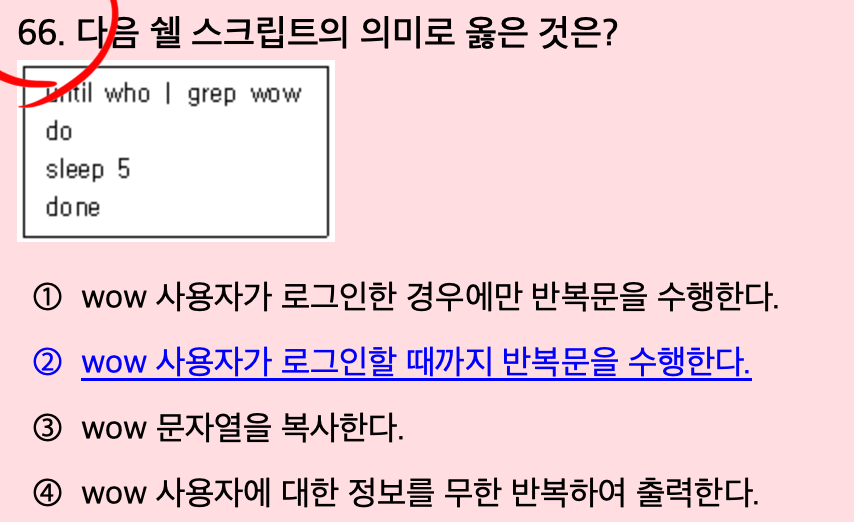 66. 다음 쉘 스크립트의 의미로 옳은 것은?
until who | grep wow
do
sleep 5
done
① wow 사용자가 로그인한 경우에만 반복문을 수행한다.
② wow 사용자가 로그인할 때까지 반복문을 수행한다.
③ wow 문자열을 복사한다.
④ wow 사용자에 대한 정보를 무한 반복하여 출력한다.